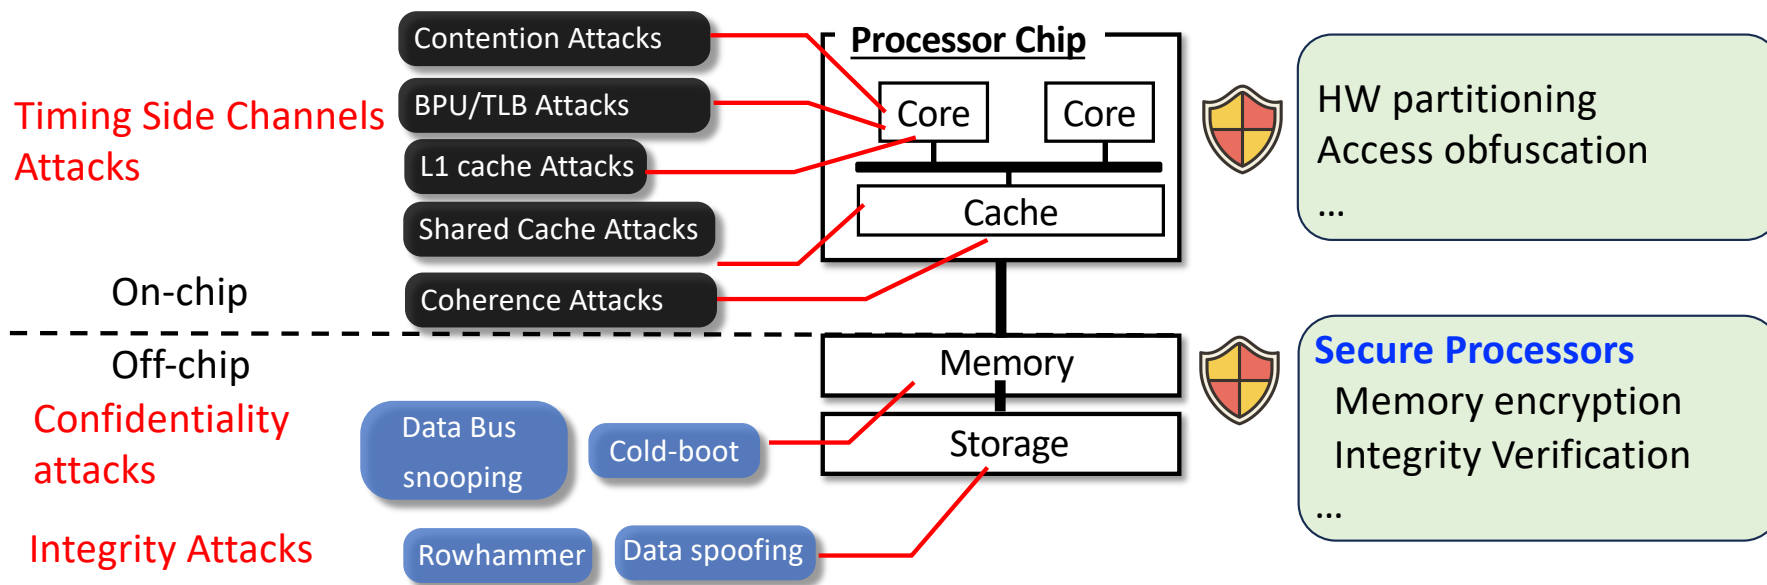 Timing Side Channels
Attacks
On-chip
Contention Attacks
BPU/TLB Attacks
L1 cache Attacks
Shared Cache Attacks
Coherence Attacks
Processor Chip
Core
Core
Cache
HW partitioning
Access obfuscation
...
Off-chip
Confidentiality
attacks
Integrity Attacks
Data Bus
snooping
Cold-boot
Rowhammer
Data spoofing
Memory
Storage
Secure Processors
Memory encryption
Integrity Verification
...